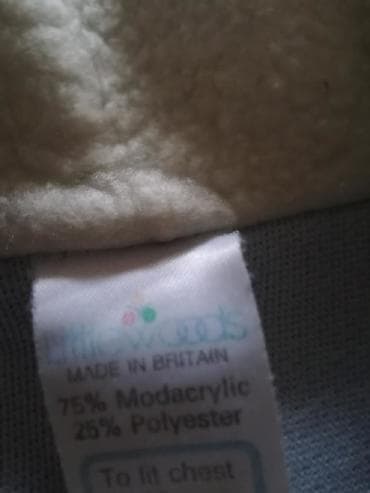 Littlewoods
MADE IN BRITAIN
75% Modacrylic
25% Polyester
To fit chest